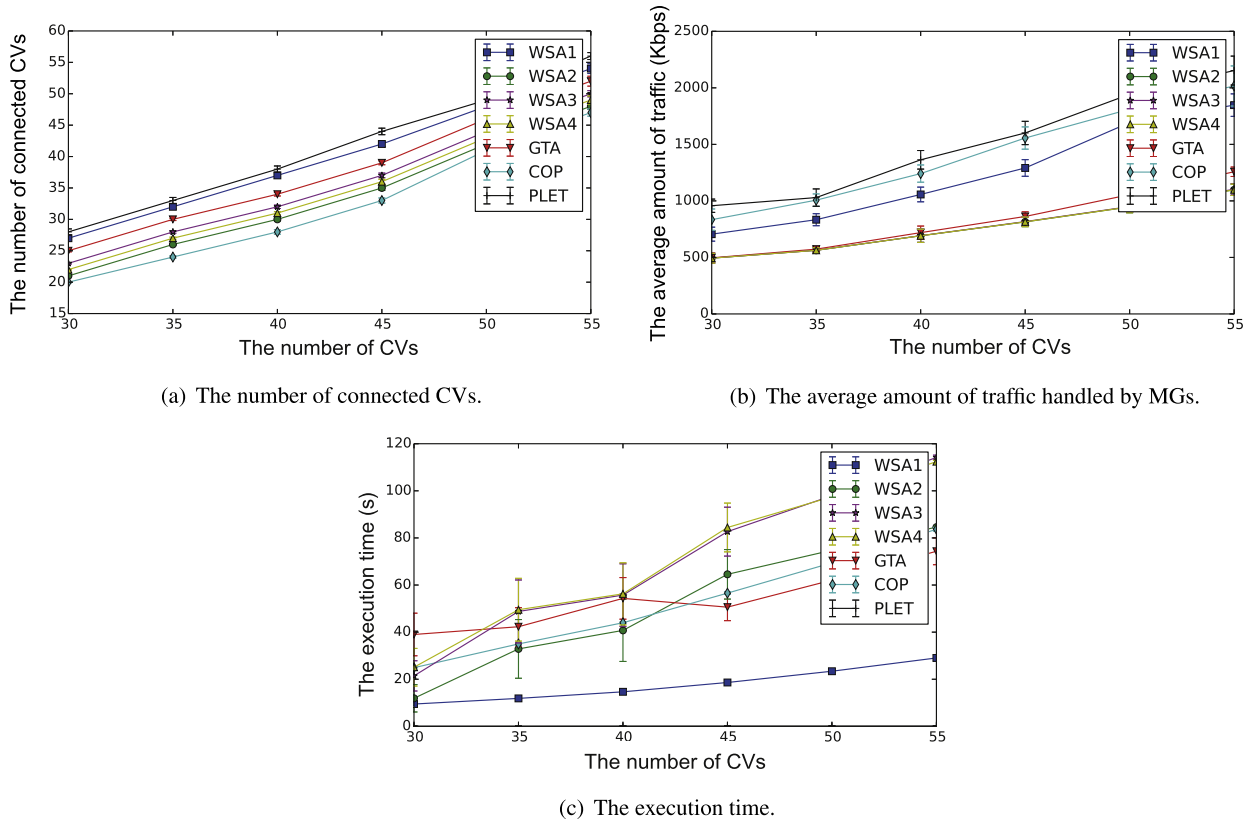 The number of connected CVs
60
55
50
45
40
35
30
25
20
15
30
35
40
45
50
55
The number of CVs
WSA1
WSA2
WSA3
WSA4
GTA
COP
PLET
(a) The number of connected CVs.
The average amount of traffic (Kbps)
2500
2000
1500
1000
500
0
30
35
40
45
50
55
The number of CVs
WSA1
WSA2
WSA3
WSA4
GTA
COP
PLET
(b) The average amount of traffic handled by MGs.
The execution time (s)
120
100
80
60
40
20
0
30
35
40
45
50
55
The number of CVs
WSA1
WSA2
WSA3
WSA4
GTA
COP
PLET
(c) The execution time.